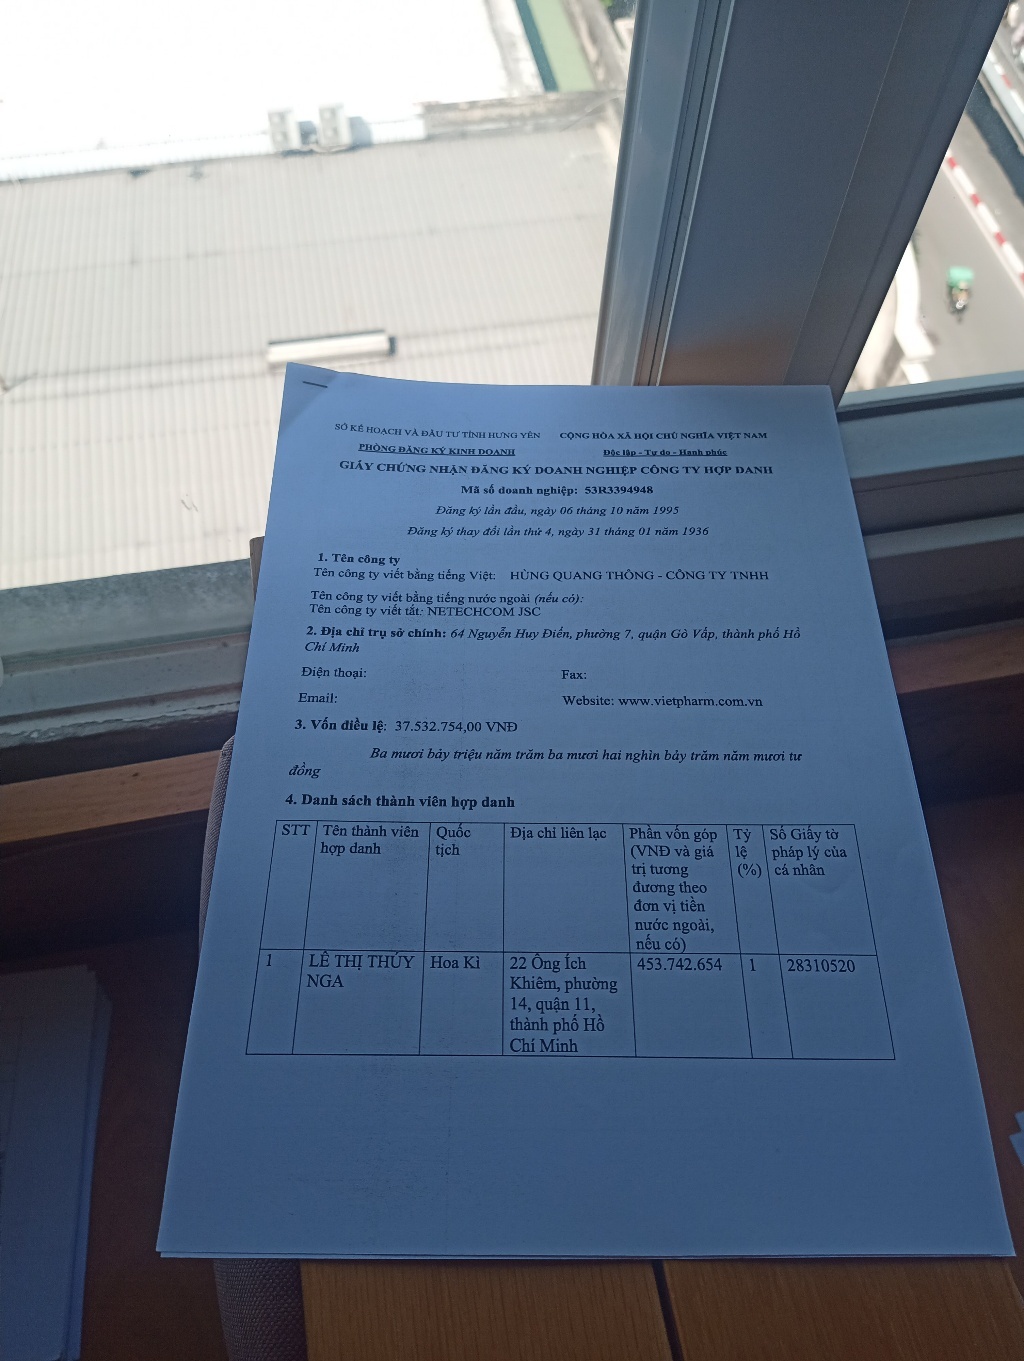 SỞ KẾ HOẠCH VÀ ĐẦU TƯ TỈNH HƯNG YÊN CỘNG HÒA XÃ HỘI CHỦ NGHĨA VIỆT NAM
PHÒNG ĐĂNG KÝ KINH DOANH Độc lập - Tự do - Hạnh phúc
GIẤY CHỨNG NHẬN ĐĂNG KÝ DOANH NGHIỆP CÔNG TY HỢP DANH
Mã số doanh nghiệp: 53R3394948
Đăng ký lần đầu, ngày 06 tháng 10 năm 1995
Đăng ký thay đổi lần thứ 4, ngày 31 tháng 01 năm 1936
1. Tên công ty
Tên công ty viết bằng tiếng Việt: HÙNG QUANG THÔNG - CÔNG TY TNHH
Tên công ty viết bằng tiếng nước ngoài (nếu có):
Tên công ty viết tắt: NETECHCOM JSC
2. Địa chỉ trụ sở chính: 64 Nguyễn Huy Điển, phường 7, quận Gò Vấp, thành phố Hồ
Chí Minh
Điện thoại: Fax:
Email: Website: www.vietpharm.com.vn
3. Vốn điều lệ: 37.532.754,00 VNĐ
Ba mươi bảy triệu năm trăm ba mươi hai nghìn bảy trăm năm mươi tư
đồng
4. Danh sách thành viên hợp danh
STT Tên thành viên Quốc Địa chỉ liên lạc Phần vốn góp Tỷ Số Giấy tờ
hợp danh tịch (VNĐ và giá lệ pháp lý của
trị tương (%) cá nhân
đương theo
đơn vị tiền
nước ngoài,
nếu có)
1 LÊ THỊ THÚY Hoa Kì 22 Ông Ích 453.742.654 1 28310520
NGA Khiêm, phường
14, quận 11,
thành phố Hồ
Chí Minh